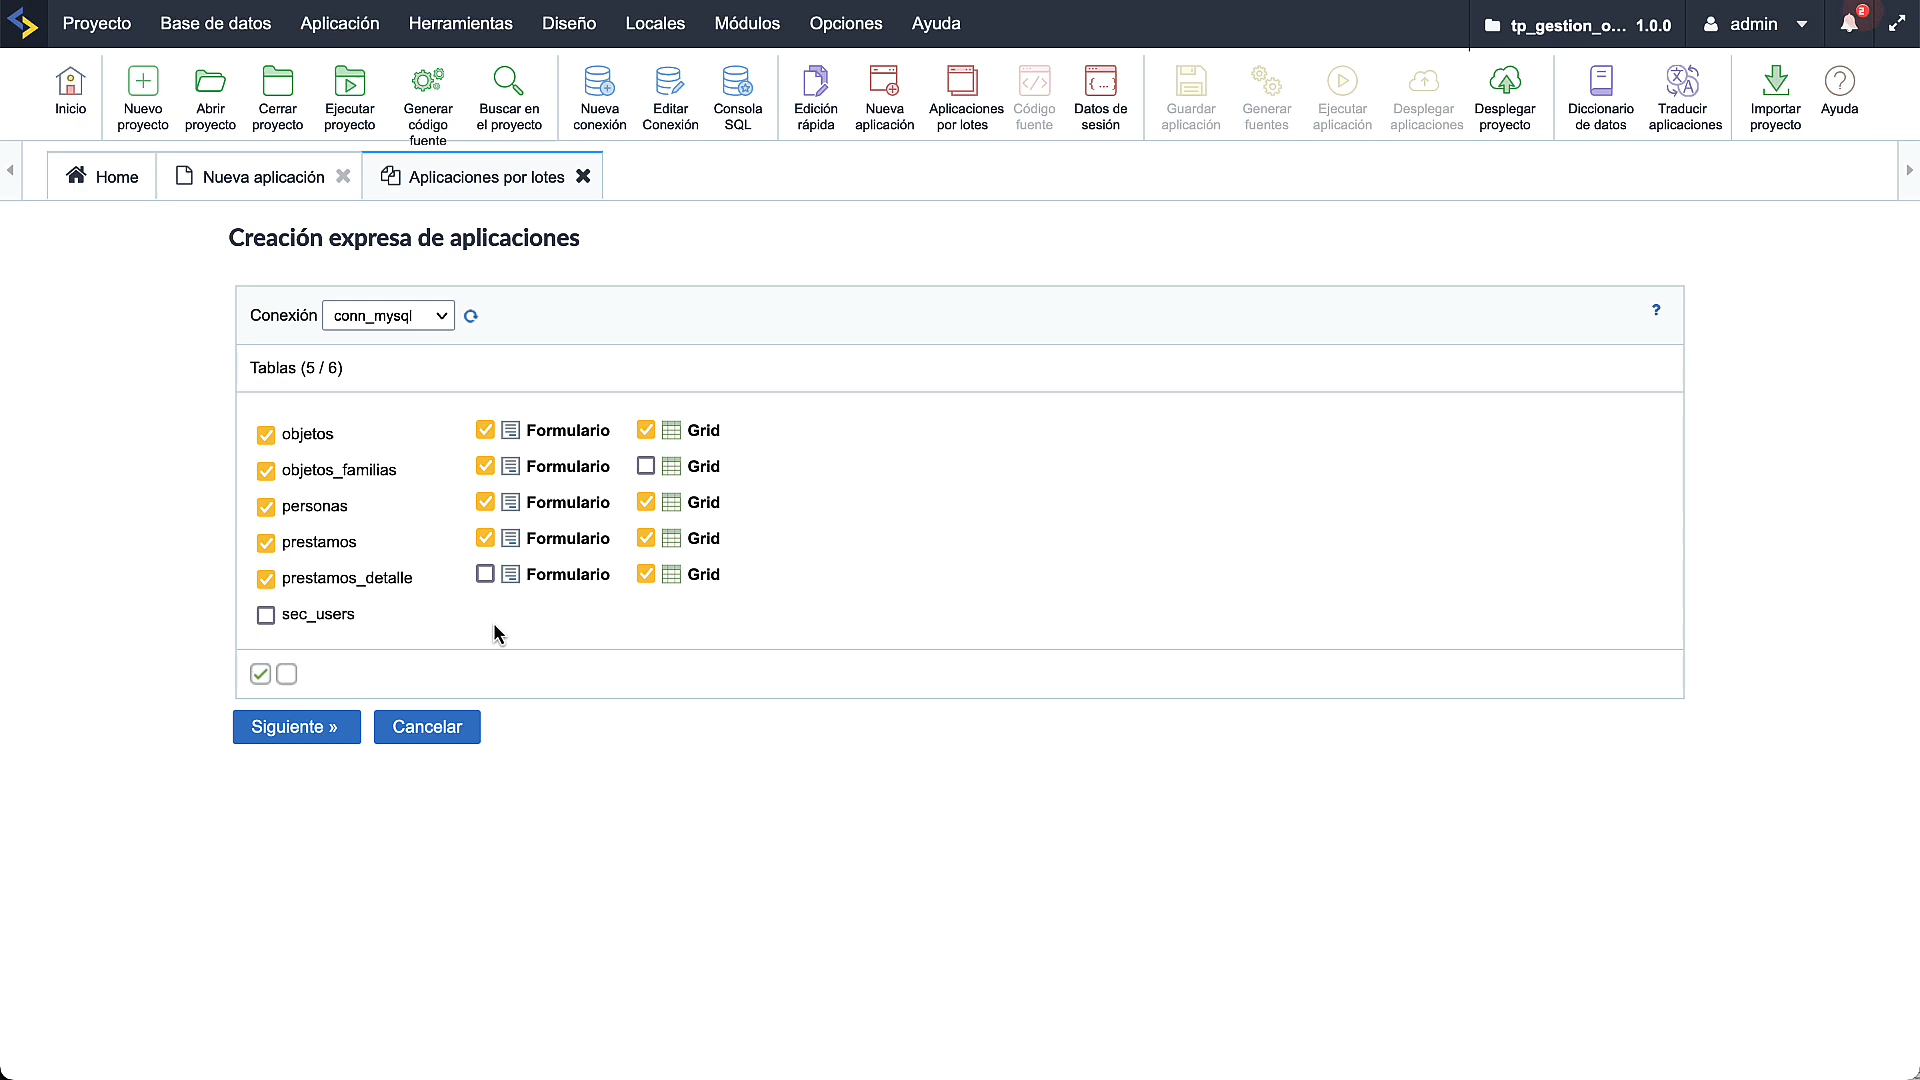 Proyecto Base de datos Aplicación Herramientas Diseño Locales Módulos Opciones Ayuda tp_gestion_o... 1.0.0 admin 2
Inicio
Nuevo proyecto
Abrir proyecto
Cerrar proyecto
Ejecutar proyecto
Generar código fuente
Buscar en el proyecto
Nueva conexión
Editar Conexión
Consola SQL
Edición rápida
Nueva aplicación
Aplicaciones por lotes
Código fuente
Datos de sesión
Guardar aplicación
Generar fuentes
Ejecutar aplicación
Desplegar aplicaciones
Desplegar proyecto
Diccionario de datos
Traducir aplicaciones
Importar proyecto
Ayuda
Home Nueva aplicación Aplicaciones por lotes
Creación expresa de aplicaciones
Conexión conn_mysql ?
Tablas (5 / 6)
objetos Formulario Grid
objetos_familias Formulario Grid
personas Formulario Grid
prestamos Formulario Grid
prestamos_detalle Formulario Grid
sec_users
Siguiente » Cancelar